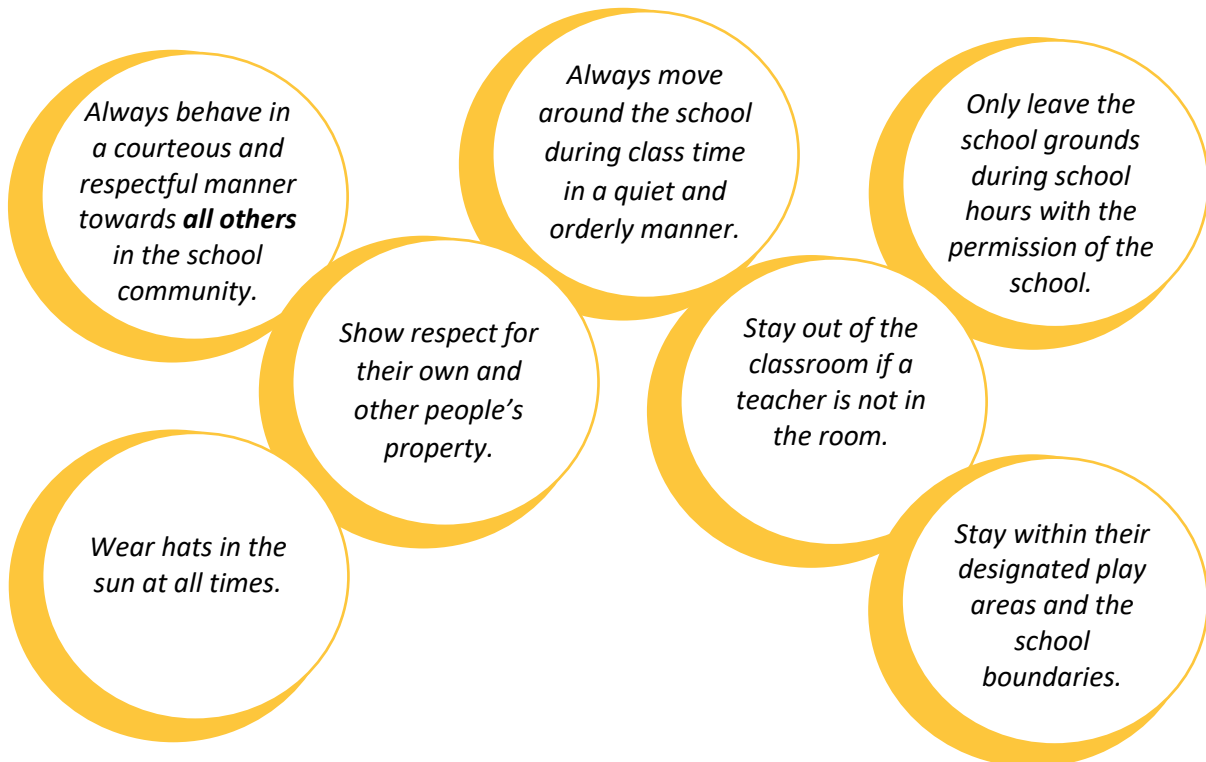 Always behave in
a courteous and
respectful manner
towards all others
in the school
community.
Always move
around the school
during class time
in a quiet and
orderly manner.
Only leave the
school grounds
during school
hours with the
permission of the
school.
Show respect for
their own and
other people’s
property.
Stay out of the
classroom if a
teacher is not in
the room.
Wear hats in the
sun at all times.
Stay within their
designated play
areas and the
school
boundaries.